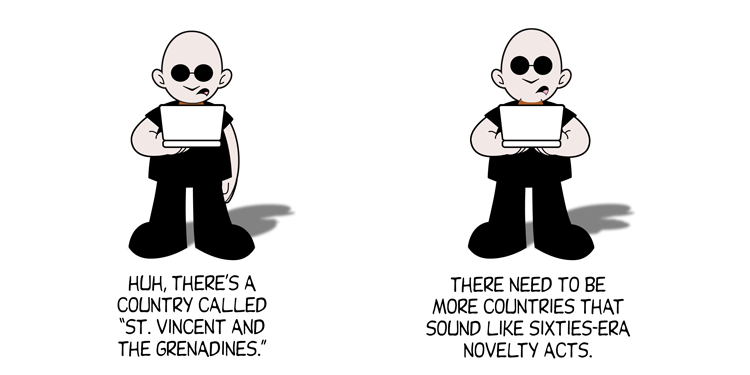 HUH, THERE'S A
COUNTRY CALLED
“ST. VINCENT AND
THE GRENADINES.”
THERE NEED TO BE
MORE COUNTRIES THAT
SOUND LIKE SIXTIES-ERA
NOVELTY ACTS.